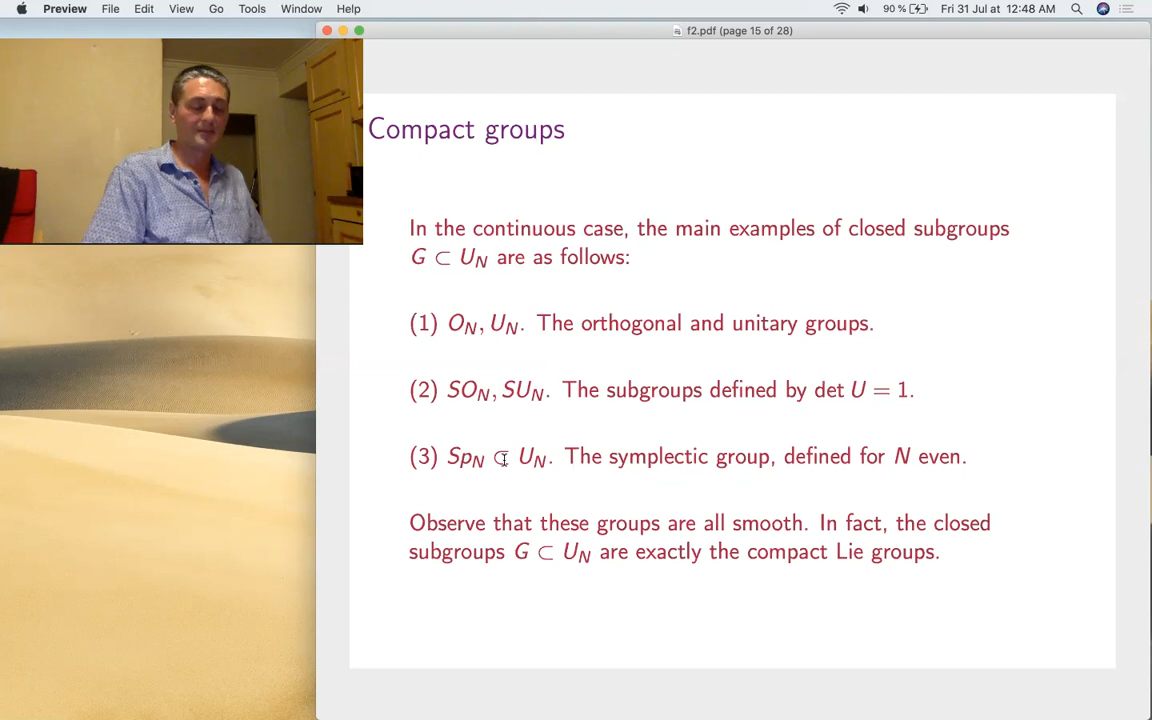 Preview File Edit View Go Tools Window Help 90 % Fri 31 Jul at 12:48 AM
f2.pdf (page 15 of 28)
Compact groups
In the continuous case, the main examples of closed subgroups
G ⊂ U_N are as follows:
(1) O_N, U_N. The orthogonal and unitary groups.
(2) SO_N, SU_N. The subgroups defined by det U = 1.
(3) Sp_N ⊂ U_N. The symplectic group, defined for N even.
Observe that these groups are all smooth. In fact, the closed
subgroups G ⊂ U_N are exactly the compact Lie groups.